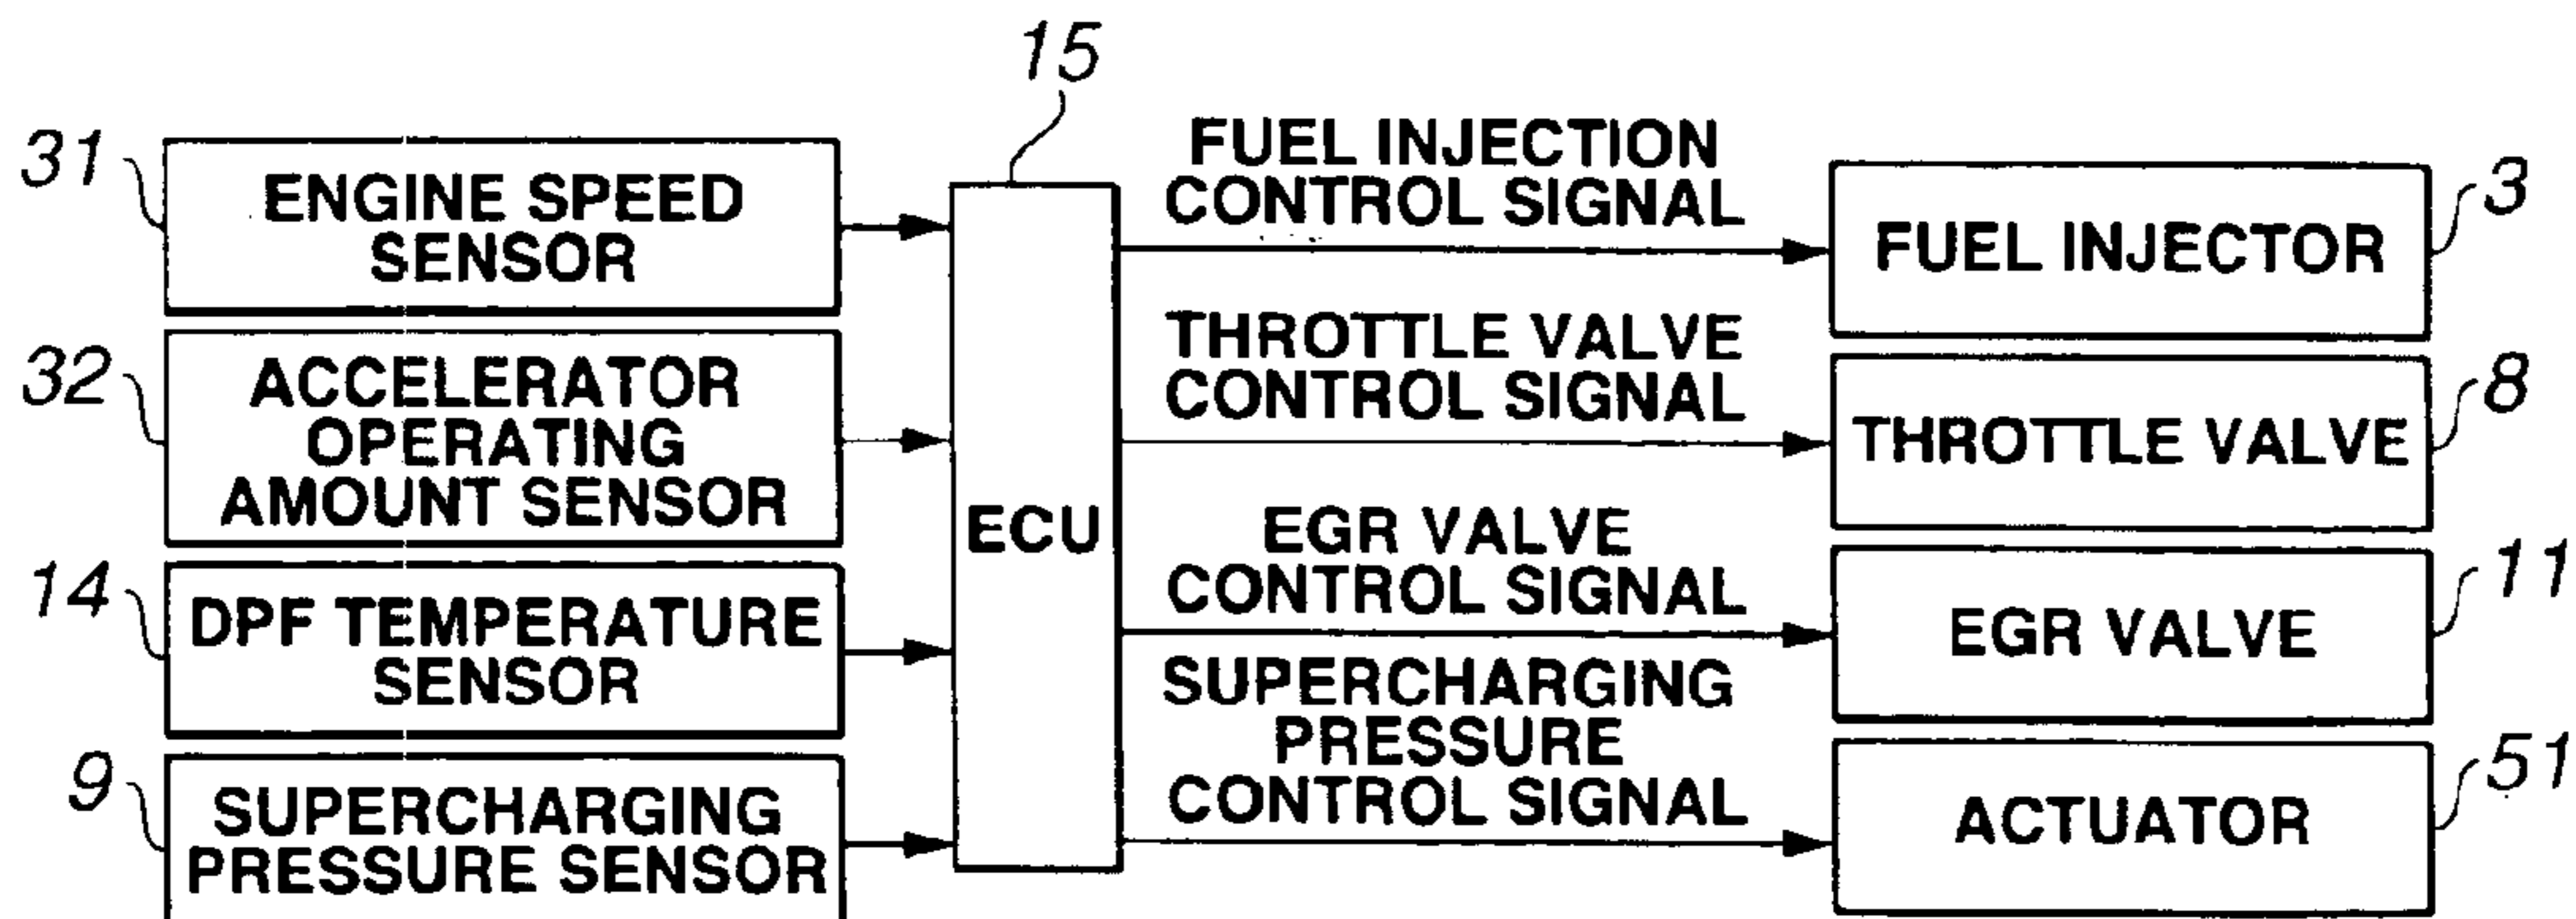 15
31
ENGINE SPEED
SENSOR
32
ACCELERATOR
OPERATING
AMOUNT SENSOR
14
DPF TEMPERATURE
SENSOR
9
SUPERCHARGING
PRESSURE SENSOR
ECU
FUEL INJECTION
CONTROL SIGNAL
THROTTLE VALVE
CONTROL SIGNAL
EGR VALVE
CONTROL SIGNAL
SUPERCHARGING
PRESSURE
CONTROL SIGNAL
FUEL INJECTOR
3
THROTTLE VALVE
8
EGR VALVE
11
ACTUATOR
51